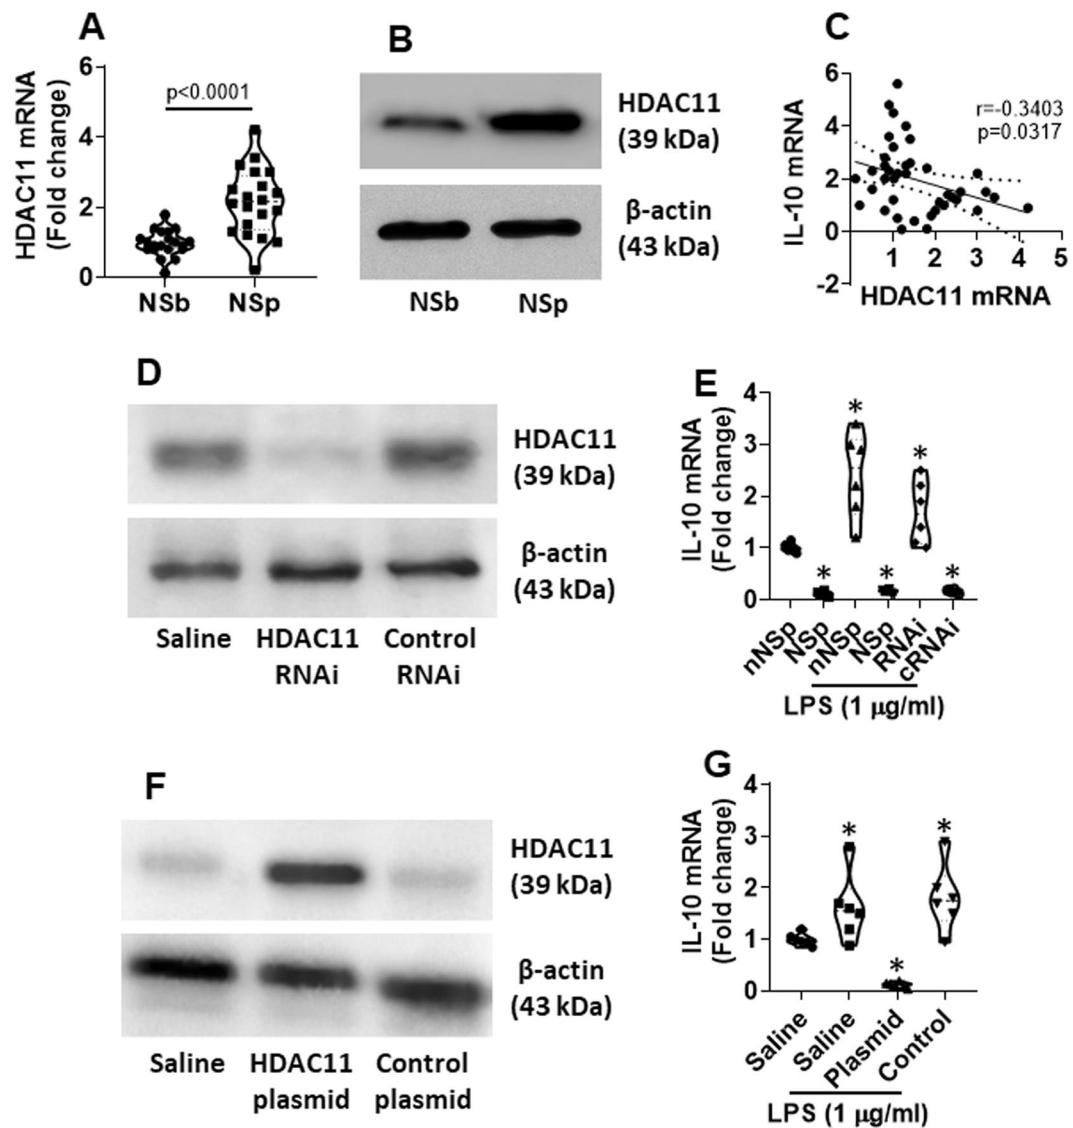 A
HDAC11 mRNA
(Fold change)
6
4
2
0
p<0.0001
NSb
NSp
B
HDAC11
(39 kDa)
β-actin
(43 kDa)
NSb
NSp
C
IL-10 mRNA
6
4
2
0
-2
r=-0.3403
p=0.0317
1
2
3
4
5
HDAC11 mRNA
D
HDAC11
(39 kDa)
β-actin
(43 kDa)
Saline
HDAC11
RNAi
Control
RNAi
E
IL-10 mRNA
(Fold change)
4
3
2
1
0
*
*
*
*
*
nNSp
NSp
nNSp
NSp
RNAi
cRNAi
LPS (1 μg/ml)
F
HDAC11
(39 kDa)
β-actin
(43 kDa)
Saline
HDAC11
plasmid
Control
plasmid
G
IL-10 mRNA
(Fold change)
4
3
2
1
0
*
*
*
Saline
Saline
Plasmid
Control
LPS (1 μg/ml)